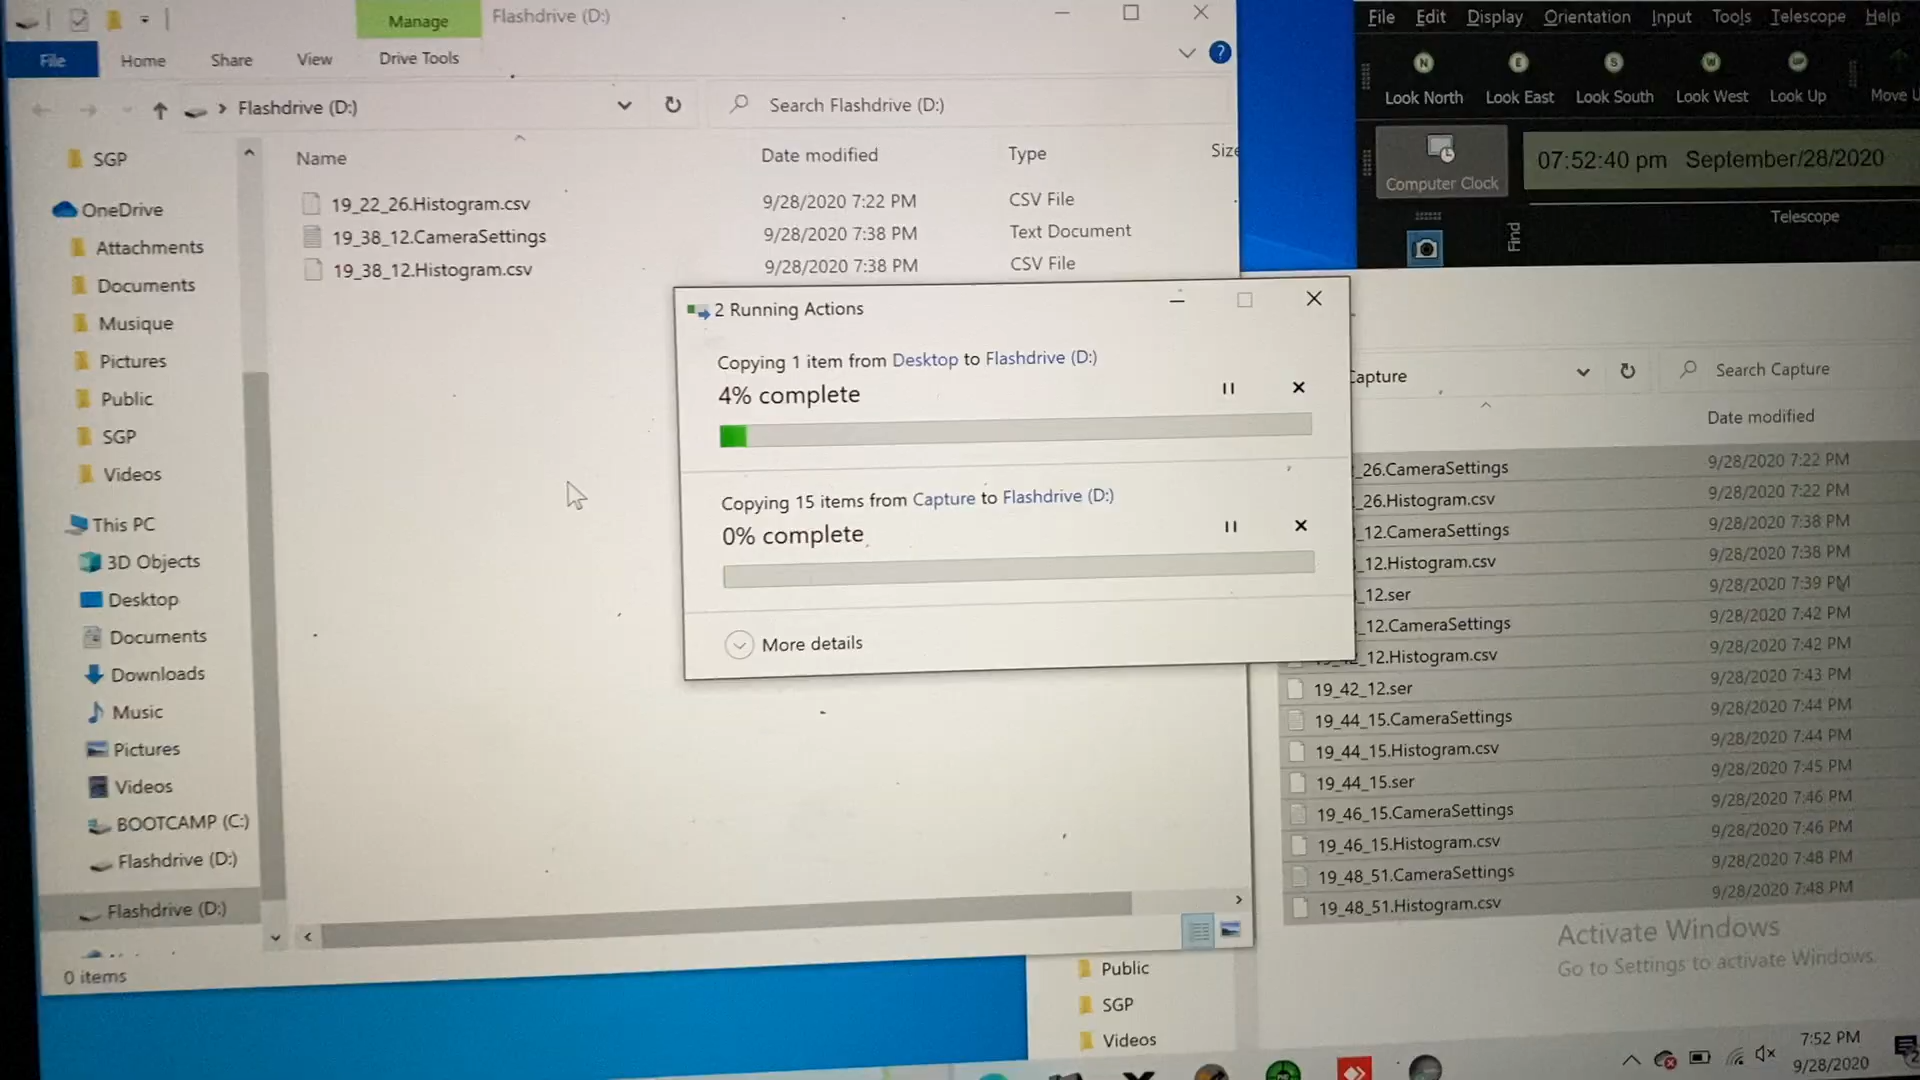 Manage
Flashdrive (D:)
File
Home
Share
View
Drive Tools
Flashdrive (D:)
Search Flashdrive (D:)
SGP
OneDrive
Attachments
Documents
Musique
Pictures
Public
SGP
Videos
This PC
3D Objects
Desktop
Documents
Downloads
Music
Pictures
Videos
BOOTCAMP (C:)
Flashdrive (D:)
Flashdrive (D:)
0 items
Name
Date modified
Type
Size
19_22_26.Histogram.csv
9/28/2020 7:22 PM
CSV File
19_38_12.CameraSettings
9/28/2020 7:38 PM
Text Document
19_38_12.Histogram.csv
9/28/2020 7:38 PM
CSV File
2 Running Actions
Copying 1 item from Desktop to Flashdrive (D:)
4% complete
Copying 15 items from Capture to Flashdrive (D:)
0% complete
More details
File Edit Display Orientation Input Tools Telescope Help
N E S W UP
Look North
Look East
Look South
Look West
Look Up
Move U
Computer Clock
07:52:40 pm September/28/2020
Telescope
Find
Capture
Search Capture
Date modified
_26.CameraSettings 9/28/2020 7:22 PM
_26.Histogram.csv 9/28/2020 7:22 PM
_12.CameraSettings 9/28/2020 7:38 PM
_12.Histogram.csv 9/28/2020 7:38 PM
_12.ser 9/28/2020 7:39 PM
_12.CameraSettings 9/28/2020 7:42 PM
_12.Histogram.csv 9/28/2020 7:42 PM
19_42_12.ser 9/28/2020 7:43 PM
19_44_15.CameraSettings 9/28/2020 7:44 PM
19_44_15.Histogram.csv 9/28/2020 7:44 PM
19_44_15.ser 9/28/2020 7:45 PM
19_46_15.CameraSettings 9/28/2020 7:46 PM
19_46_15.Histogram.csv 9/28/2020 7:46 PM
19_48_51.CameraSettings 9/28/2020 7:48 PM
19_48_51.Histogram.csv 9/28/2020 7:48 PM
Activate Windows
Go to Settings to activate Windows.
Public
SGP
Videos
7:52 PM
9/28/2020